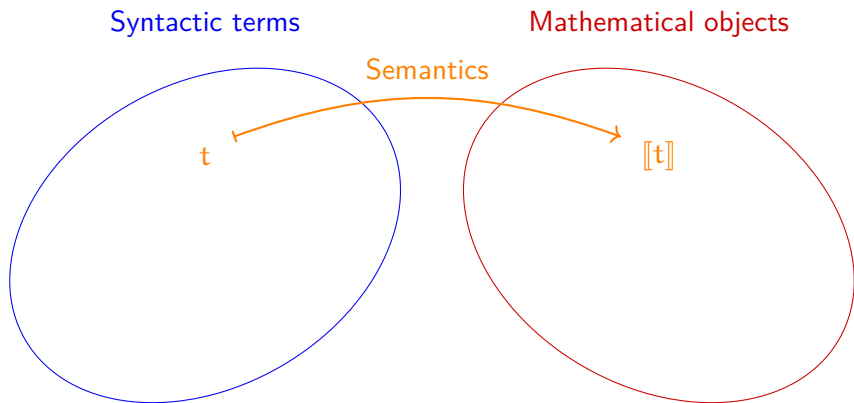 Syntactic terms
Mathematical objects
Semantics
t
⟦t⟧